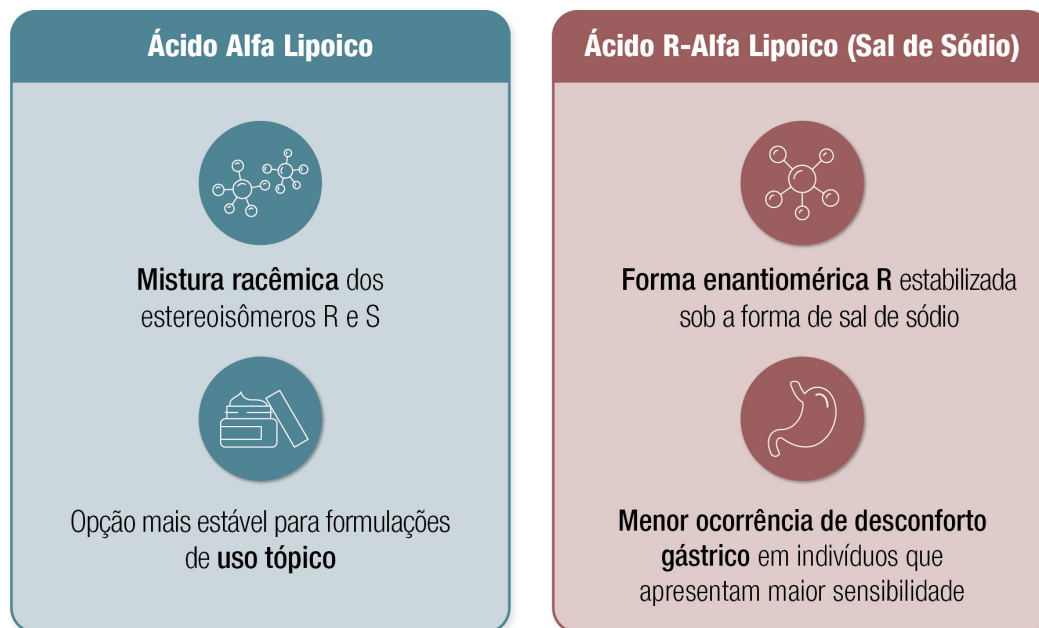 Ácido Alfa Lipoico
Mistura racêmica dos
estereoisômeros R e S
Opção mais estável para formulações
de uso tópico
Ácido R-Alfa Lipoico (Sal de Sódio)
Forma enantiomérica R estabilizada
sob a forma de sal de sódio
Menor ocorrência de desconforto
gástrico em indivíduos que
apresentam maior sensibilidade